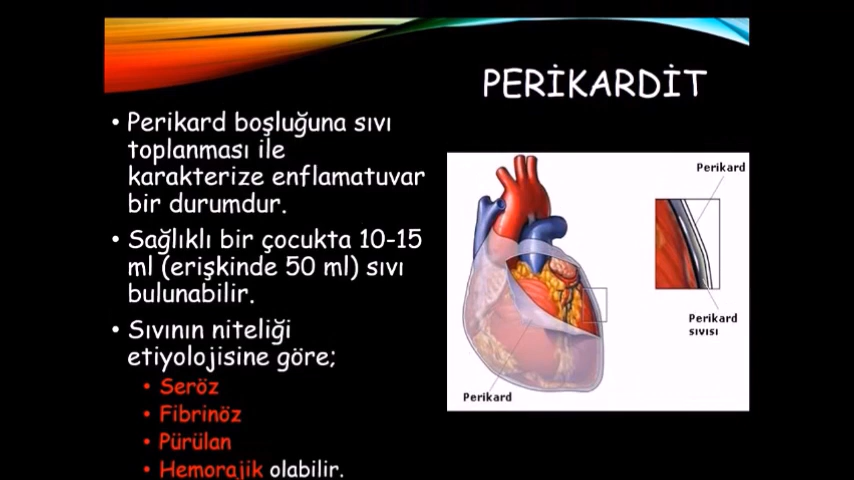 PERİKARDİT
• Perikard boşluğuna sıvı
toplanması ile
karakterize enflamatuvar
bir durumdur.
• Sağlıklı bir çocukta 10-15
ml (erişkinde 50 ml) sıvı
bulunabilir.
• Sıvının niteliği
etiyolojisine göre;
• Seröz
• Fibrinöz
• Pürülan
• Hemorajik olabilir.
Perikard
Perikard
sıvısı
Perikard